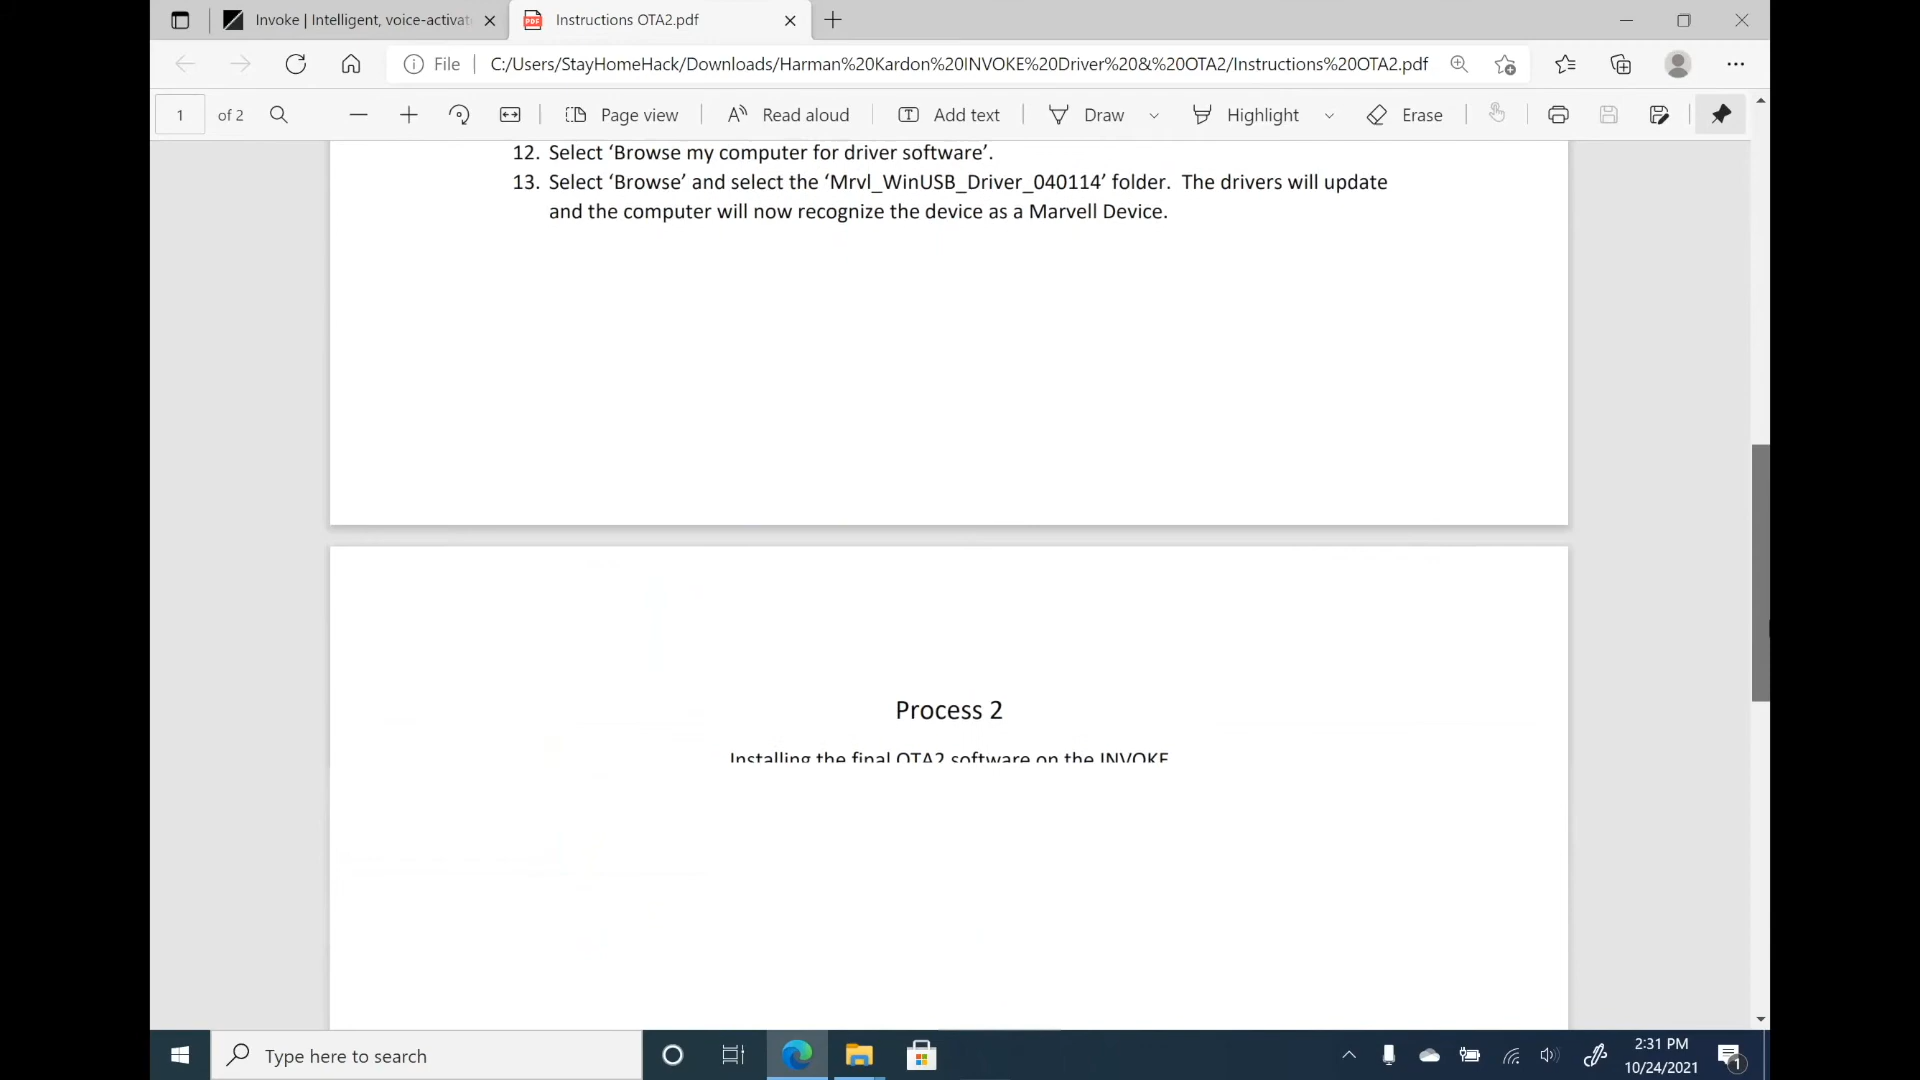 Invoke | Intelligent, voice-activat
Instructions OTA2.pdf
File
C:/Users/StayHomeHack/Downloads/Harman%20Kardon%20INVOKE%20Driver%20&%20OTA2/Instructions%20OTA2.pdf
1 of 2
Page view
Read aloud
Add text
Draw
Highlight
Erase
12. Select ‘Browse my computer for driver software’.
13. Select ‘Browse’ and select the ‘Mrvl_WinUSB_Driver_040114’ folder. The drivers will update
and the computer will now recognize the device as a Marvell Device.
Process 2
Installing the final OTA2 software on the INVOKE
Type here to search
2:31 PM
10/24/2021
1